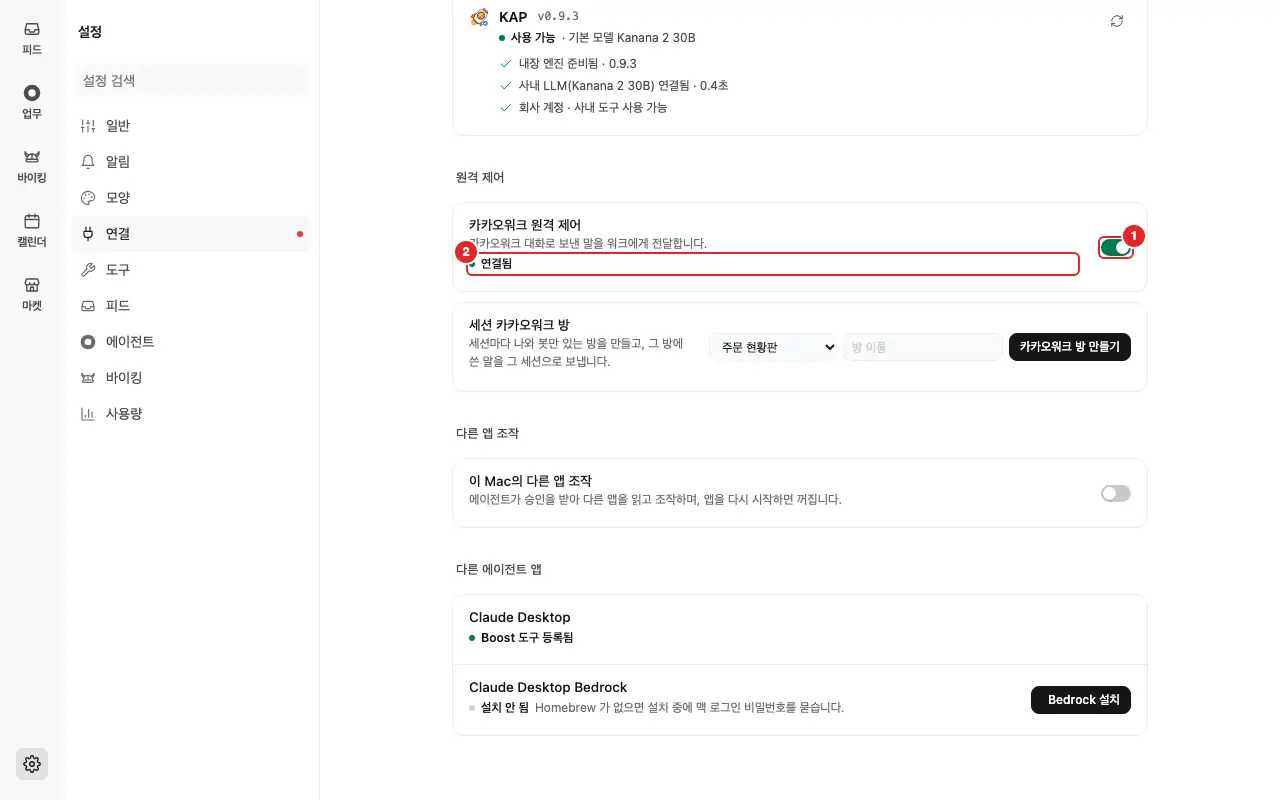 피드
업무
바이킹
캘린더
마켓
설정
설정 검색
일반
알림
모양
연결
도구
피드
에이전트
바이킹
사용량
KAP v0.9.3
사용 가능 · 기본 모델 Kanana 2 30B
내장 엔진 준비됨 · 0.9.3
사내 LLM(Kanana 2 30B) 연결됨 · 0.4초
회사 계정 · 사내 도구 사용 가능
원격 제어
카카오워크 원격 제어
카카오워크 대화로 보낸 말을 워크에게 전달합니다.
1
2
연결됨
세션 카카오워크 방
세션마다 나와 봇만 있는 방을 만들고, 그 방에
쓴 말을 그 세션으로 보냅니다.
주문 현황판
방 이름
카카오워크 방 만들기
다른 앱 조작
이 Mac의 다른 앱 조작
에이전트가 승인을 받아 다른 앱을 읽고 조작하며, 앱을 다시 시작하면 꺼집니다.
다른 에이전트 앱
Claude Desktop
Boost 도구 등록됨
Claude Desktop Bedrock
설치 안 됨 Homebrew 가 없으면 설치 중에 맥 로그인 비밀번호를 묻습니다.
Bedrock 설치